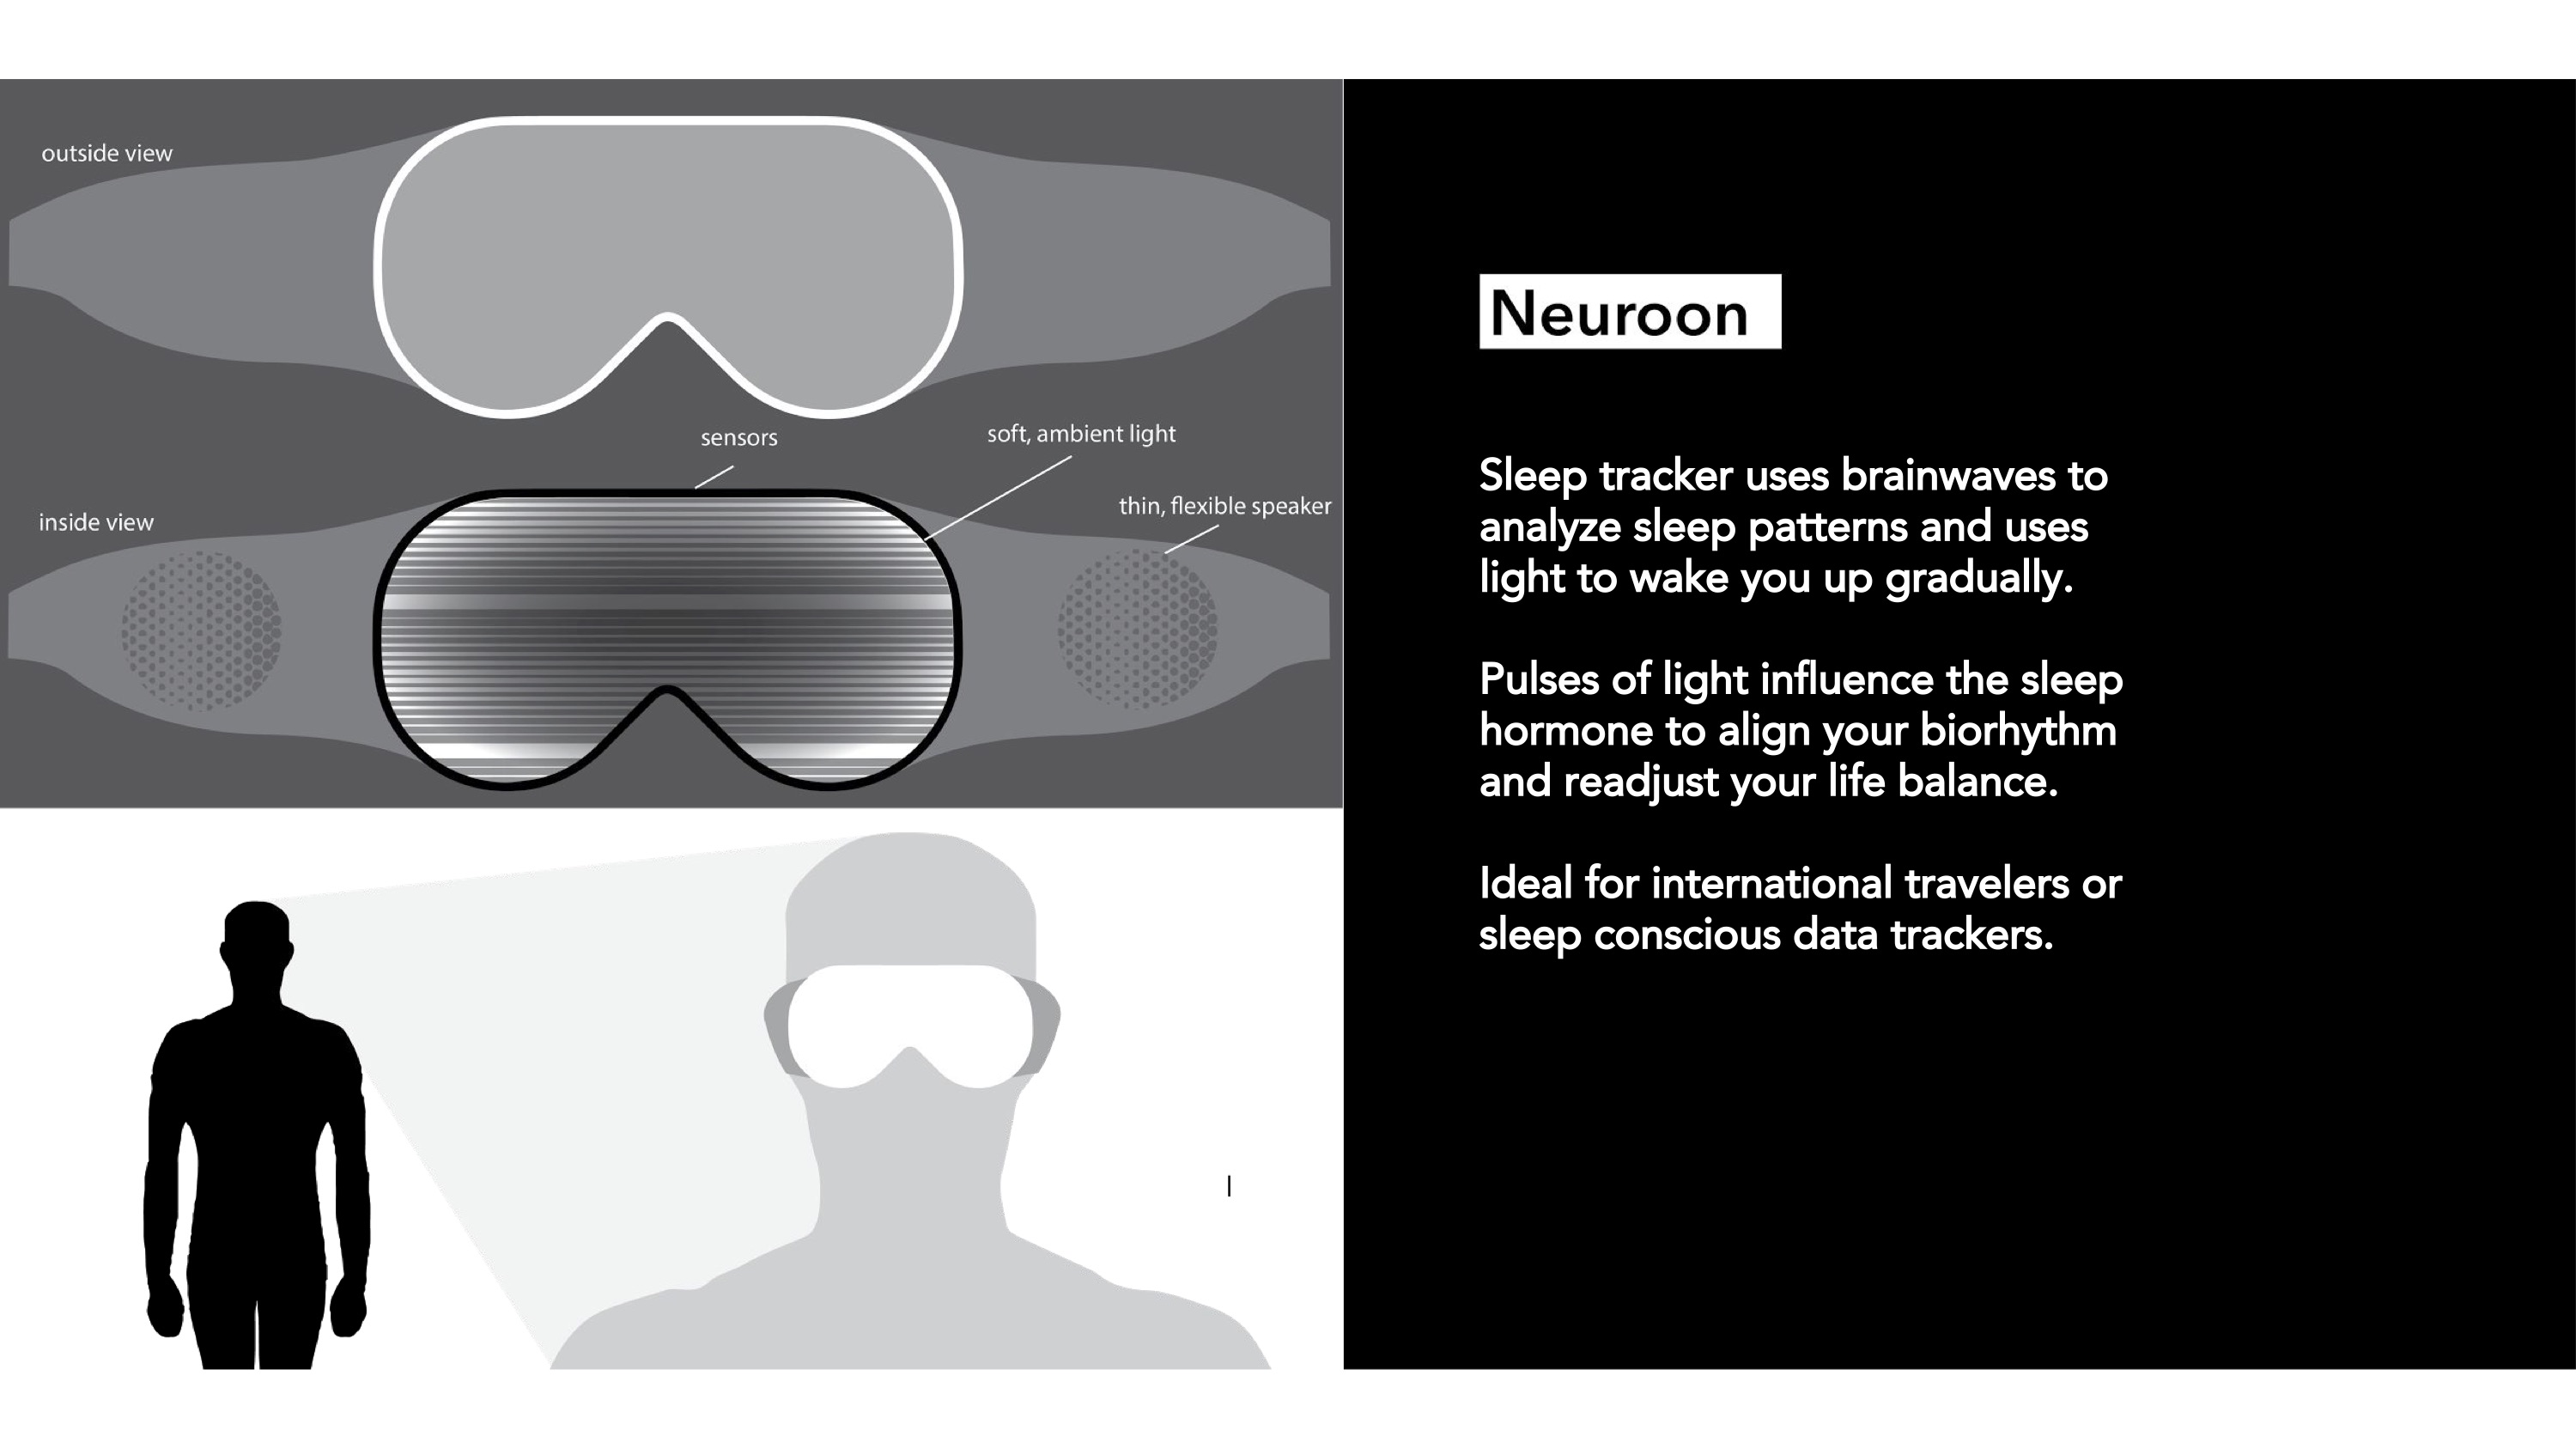 outside view
sensors
soft, ambient light
thin, flexible speaker
inside view
Neuroon
Sleep tracker uses brainwaves to
analyze sleep patterns and uses
light to wake you up gradually.
Pulses of light influence the sleep
hormone to align your biorhythm
and readjust your life balance.
Ideal for international travelers or
sleep conscious data trackers.